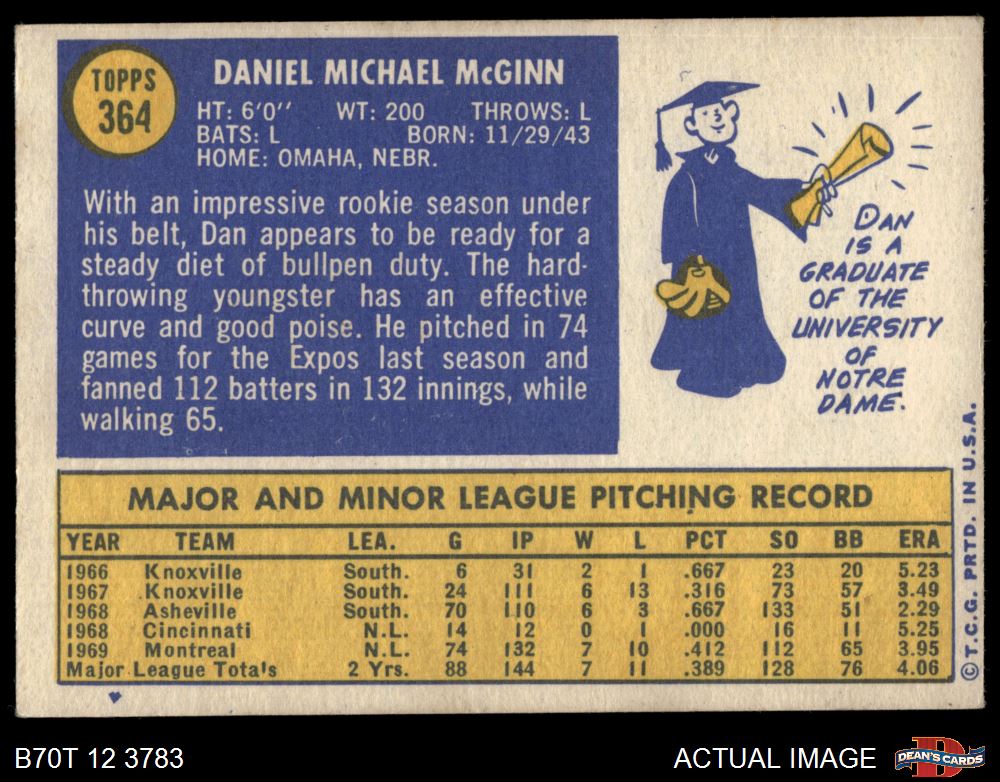 TOPPS
364
DANIEL MICHAEL McGINN
HT: 6'0" WT: 200 THROWS: L
BATS: L BORN: 11/29/43
HOME: OMAHA, NEBR.
With an impressive rookie season under
his belt, Dan appears to be ready for a
steady diet of bullpen duty. The hard-
throwing youngster has an effective
curve and good poise. He pitched in 74
games for the Expos last season and
fanned 112 batters in 132 innings, while
walking 65.
DAN
IS A
GRADUATE
OF THE
UNIVERSITY
OF
NOTRE
DAME.
MAJOR AND MINOR LEAGUE PITCHING RECORD
YEAR TEAM LEA. G IP W L PCT SO BB ERA
1966 Knoxville South. 6 31 2 1 .667 23 20 5.23
1967 Knoxville South. 24 111 6 13 .316 73 57 3.49
1968 Asheville South. 70 110 6 3 .667 133 51 2.29
1968 Cincinnati N.L. 14 12 0 1 .000 16 11 5.25
1969 Montreal N.L. 74 132 7 10 .412 112 65 3.95
Major League Totals 2 Yrs. 88 144 7 11 .389 128 76 4.06
© T.C.G. PRTD. IN U.S.A.
B70T 12 3783
ACTUAL IMAGE
D
DEAN'S CARDS